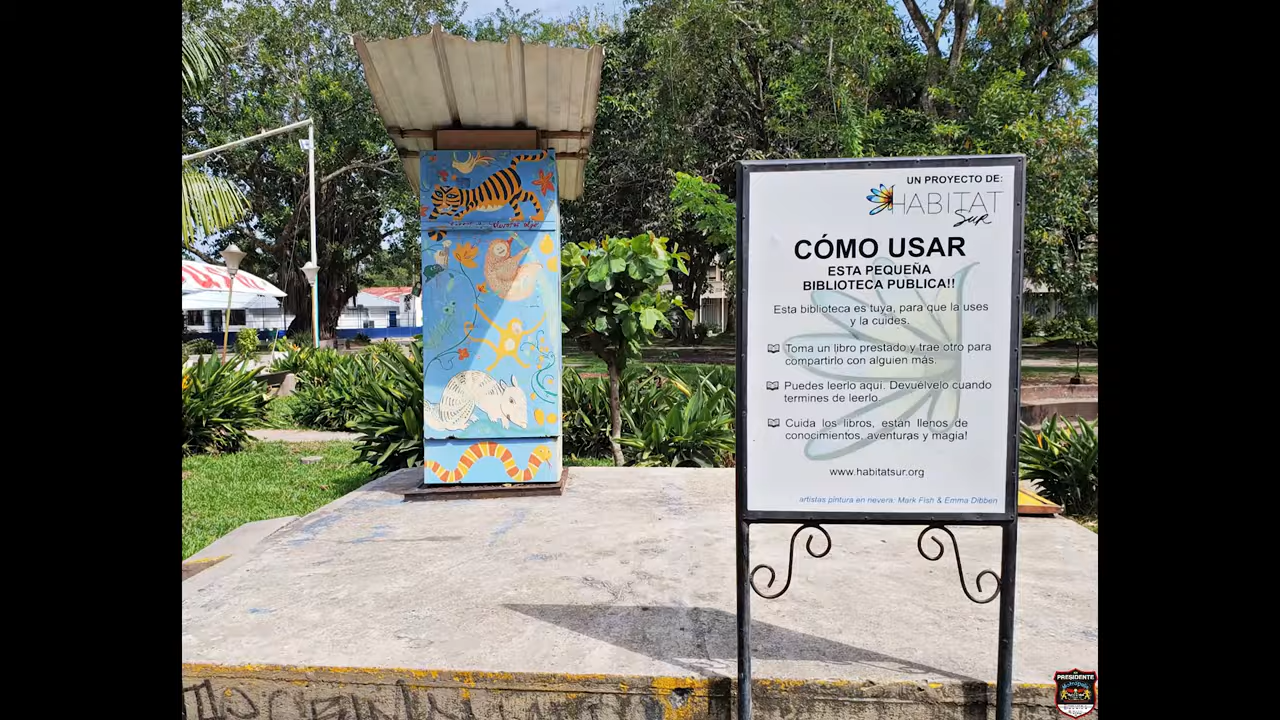 UN PROYECTO DE:
HABITAT
Sur
CÓMO USAR
ESTA PEQUEÑA
BIBLIOTECA PUBLICA!!
Esta biblioteca es tuya, para que la uses
y la cuides.
Toma un libro prestado y trae otro para
compartirlo con alguien más.
Puedes leerlo aquí. Devuélvelo cuando
termines de leerlo.
Cuida los libros, están llenos de
conocimientos, aventuras y magia!
www.habitatsur.org
artistas pintura en nevera: Mark Fish & Emma Dibben
PRESIDENTE